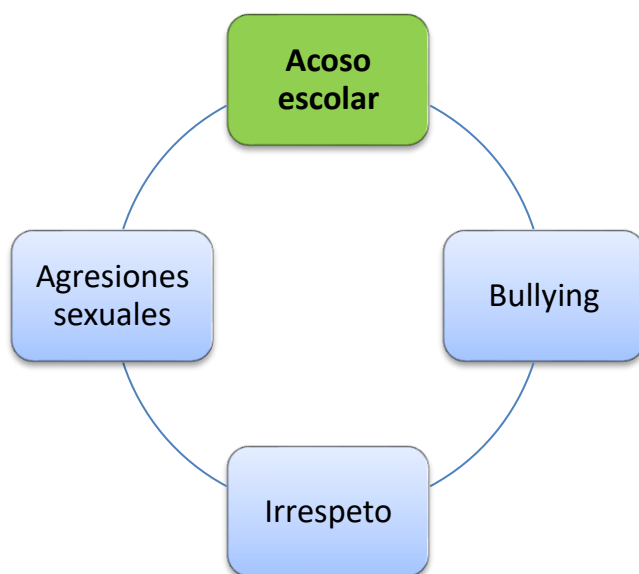 Acoso
escolar
Agresiones
sexuales
Bullying
Irrespeto